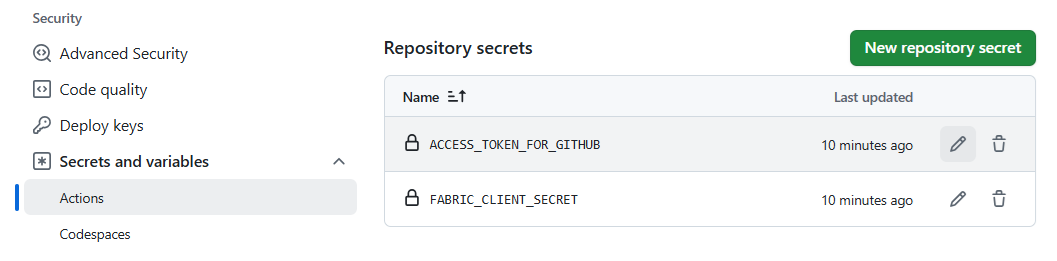 Security
Advanced Security
Code quality
Deploy keys
Secrets and variables
Actions
Codespaces
Repository secrets
New repository secret
Name Last updated
ACCESS_TOKEN_FOR_GITHUB 10 minutes ago
FABRIC_CLIENT_SECRET 10 minutes ago